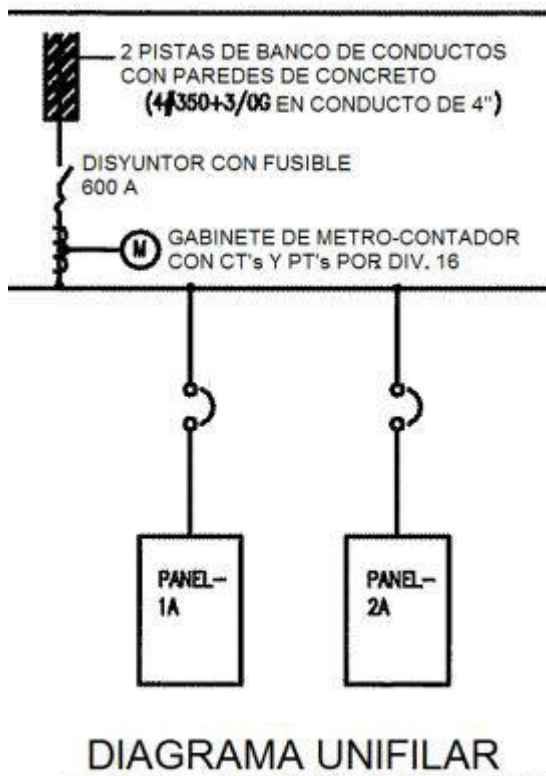 2 PISTAS DE BANCO DE CONDUCTOS
CON PAREDES DE CONCRETO
(4#350+3/0G EN CONDUCTO DE 4")
DISYUNTOR CON FUSIBLE
600 A
M
GABINETE DE METRO-CONTADOR
CON CT's Y PT's POR DIV. 16
PANEL-
1A
PANEL-
2A
DIAGRAMA UNIFILAR